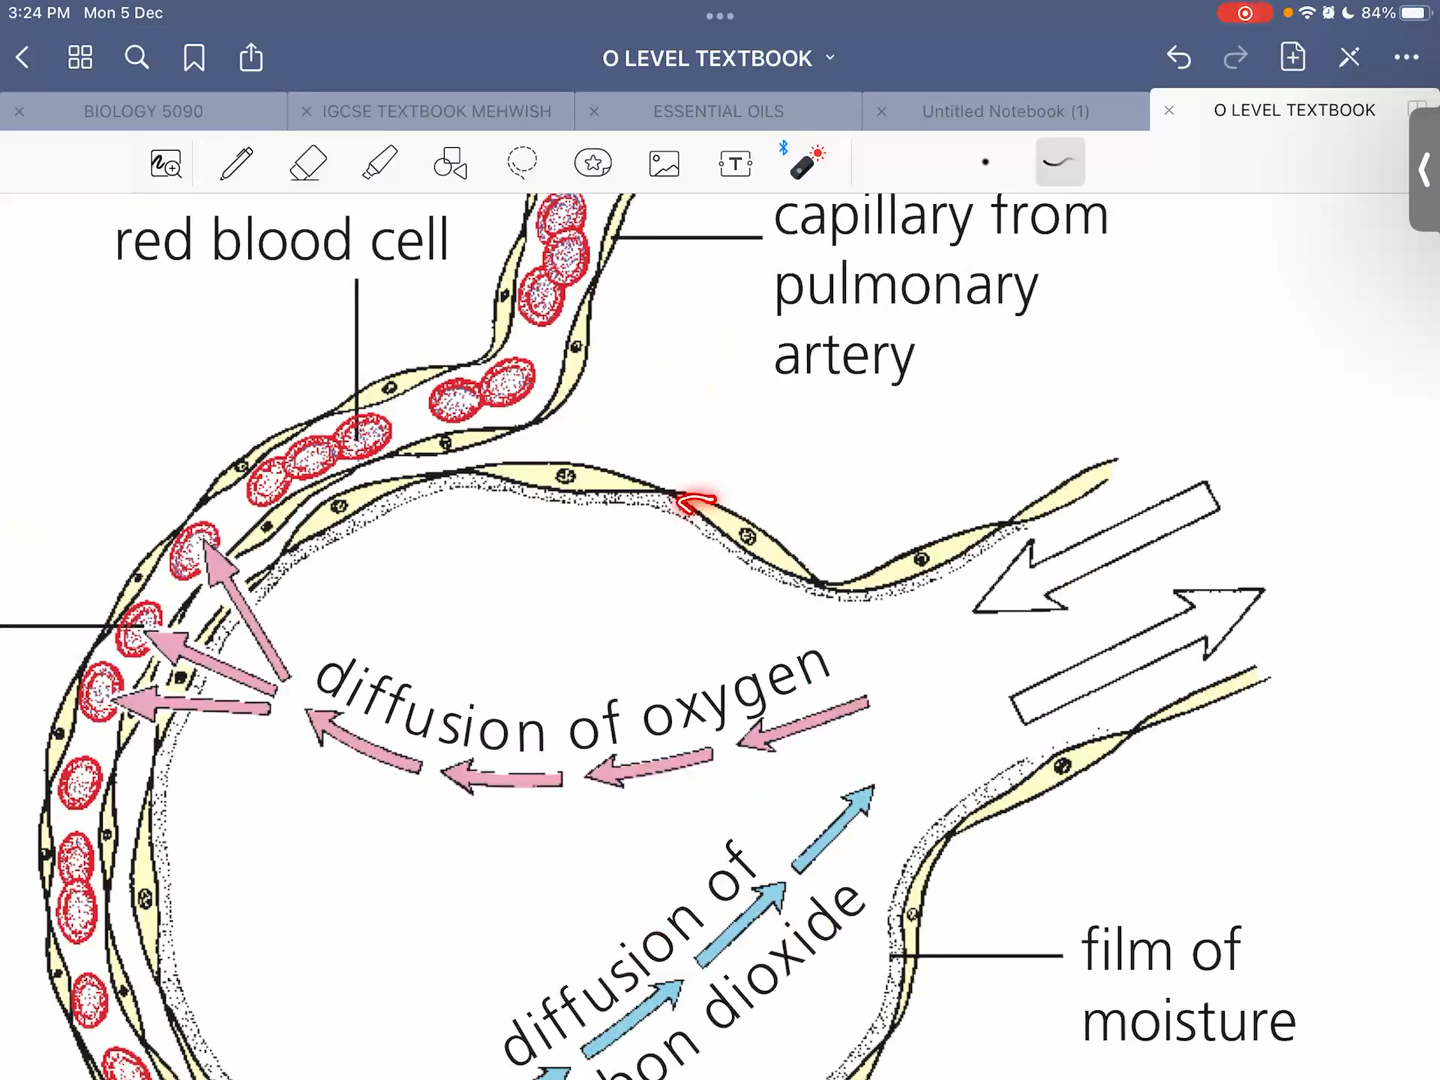 3:24 PM Mon 5 Dec
84%
O LEVEL TEXTBOOK
BIOLOGY 5090
IGCSE TEXTBOOK MEHWISH
ESSENTIAL OILS
Untitled Notebook (1)
O LEVEL TEXTBOOK
T
red blood cell
capillary from
pulmonary
artery
diffusion of oxygen
diffusion of
bon dioxide
film of
moisture